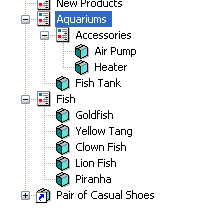 New Products
Aquariums
Accessories
Air Pump
Heater
Fish Tank
Fish
Goldfish
Yellow Tang
Clown Fish
Lion Fish
Piranha
Pair of Casual Shoes